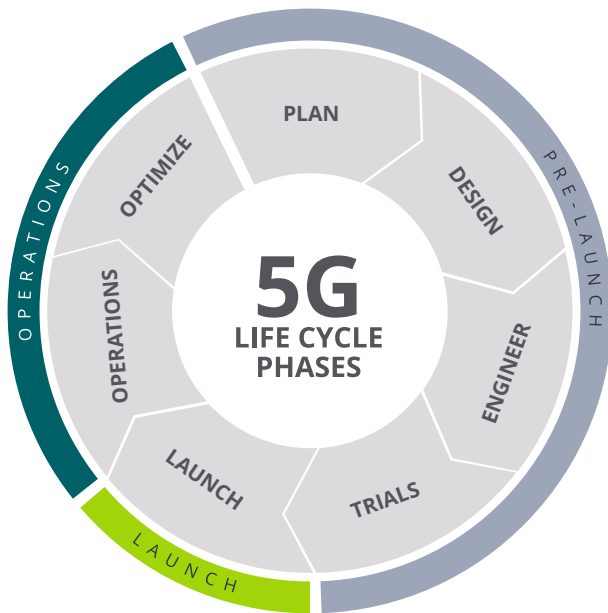 5G
LIFE CYCLE
PHASES
PLAN
DESIGN
ENGINEER
TRIALS
LAUNCH
OPERATIONS
OPTIMIZE
PRE-LAUNCH
LAUNCH
OPERATIONS